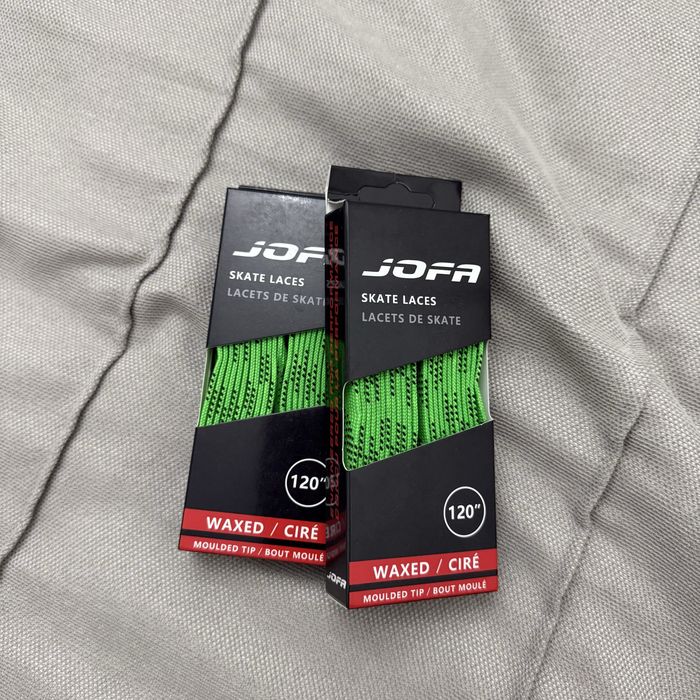 JOFA
SKATE LACES
LACETS DE SKATE
120"
WAXED / CIRÉ
MOULDED TIP / BOUT MOULÉ
JOFA
SKATE LACES
LACETS DE SKATE
120"
WAXED / CIRÉ
MOULDED TIP / BOUT MOULÉ
JOFA